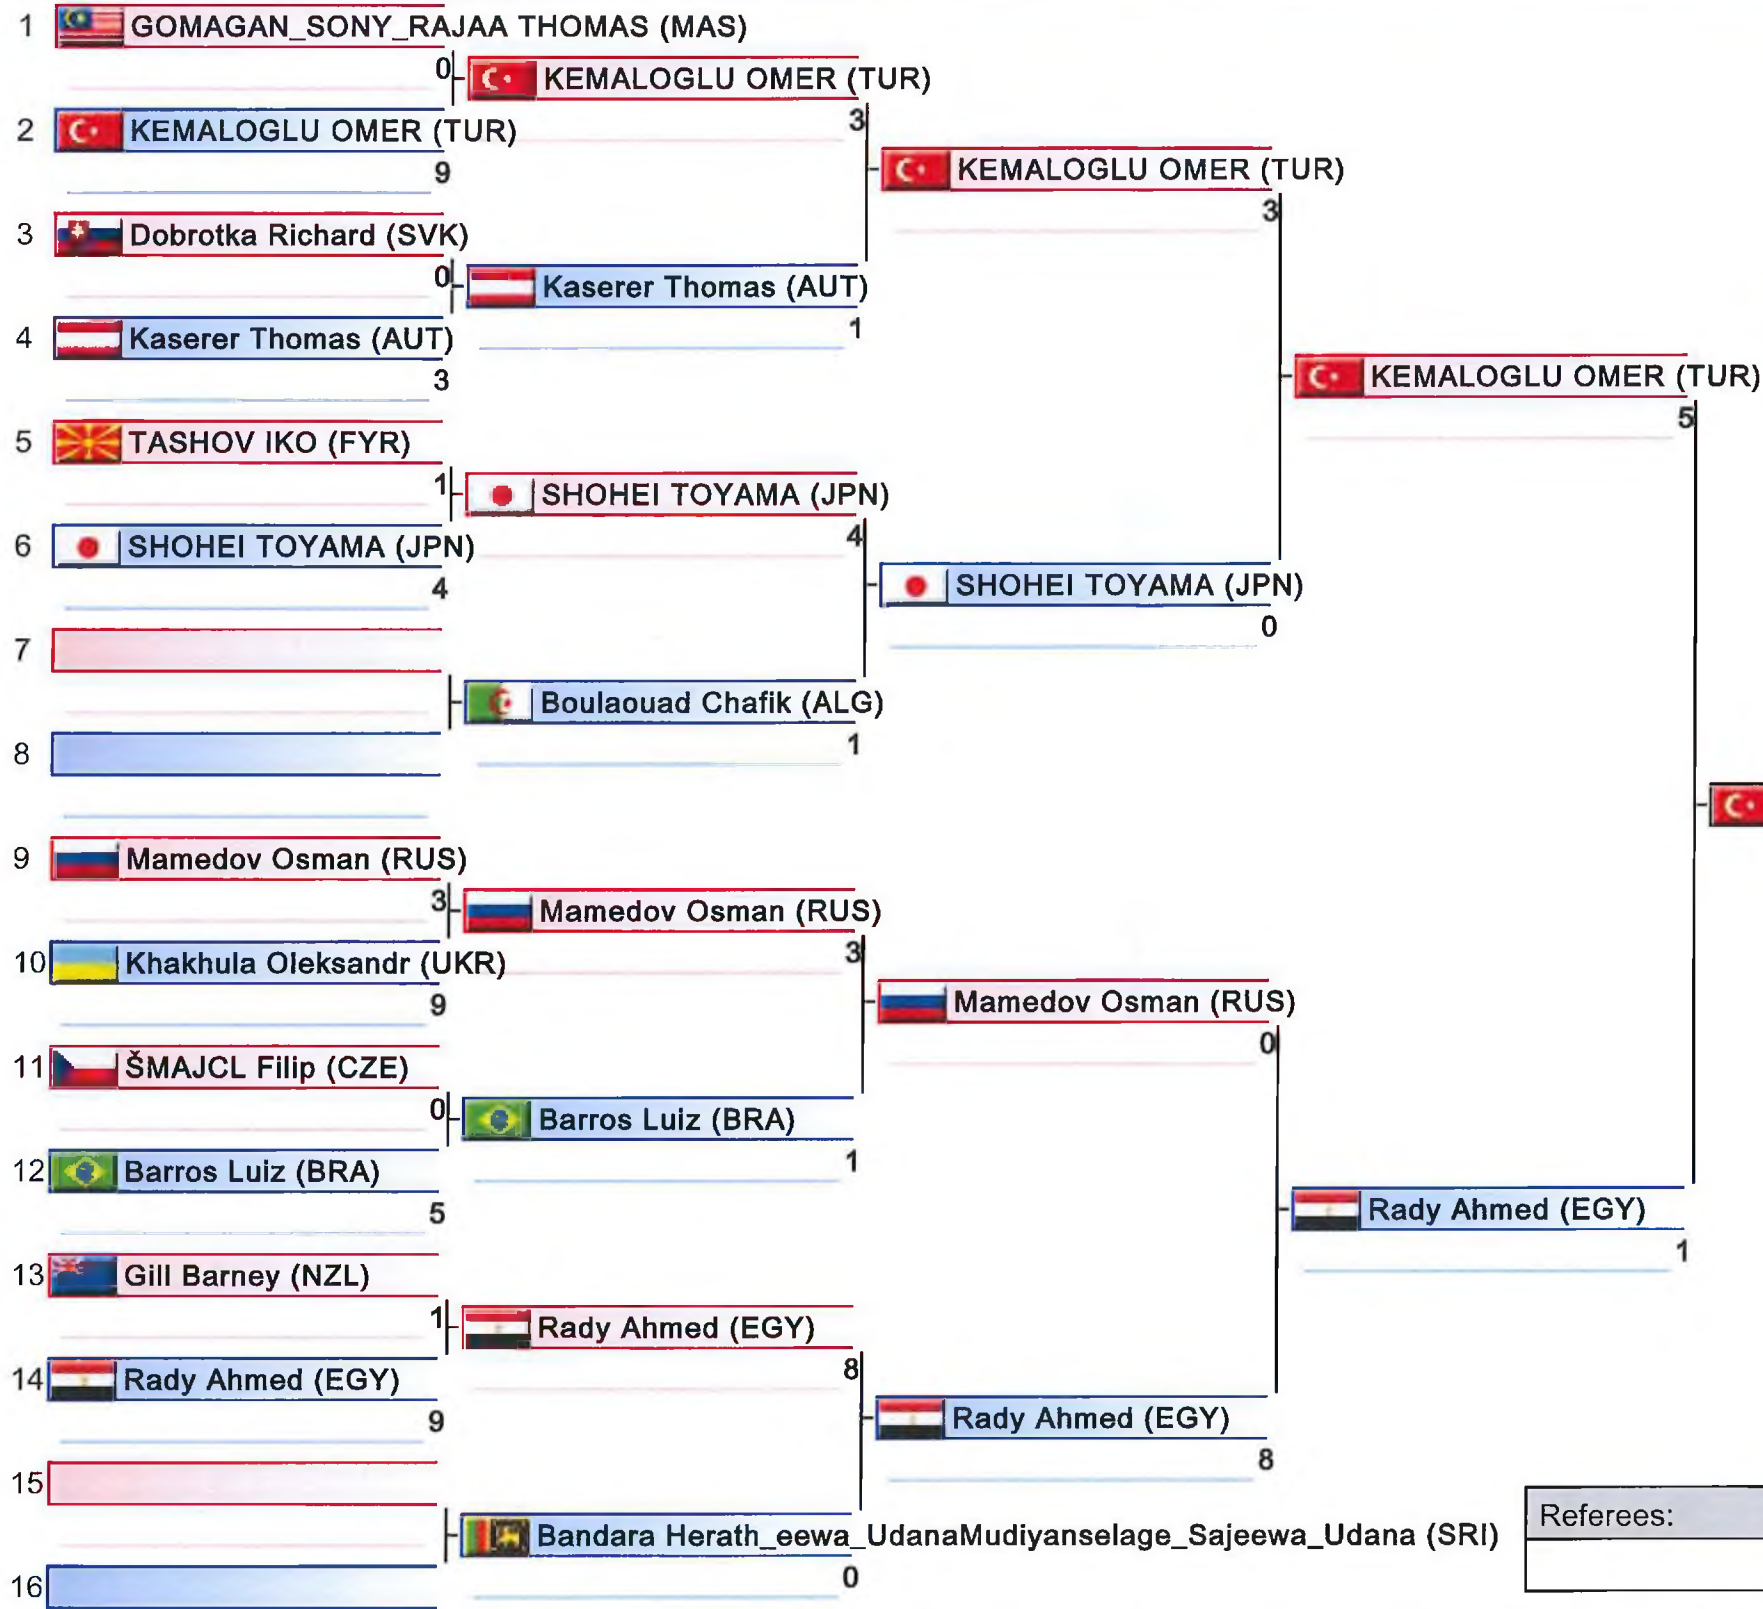 1 GOMAGAN_SONY_RAJAA THOMAS (MAS)
0 KEMALOGLU OMER (TUR)
2 KEMALOGLU OMER (TUR) 3
9 KEMALOGLU OMER (TUR)
3 Dobrotka Richard (SVK) 3
0 Kaserer Thomas (AUT)
4 Kaserer Thomas (AUT) 1
3 KEMALOGLU OMER (TUR)
5 TASHOV IKO (FYR) 5
1 SHOHEI TOYAMA (JPN)
6 SHOHEI TOYAMA (JPN) 4
4 SHOHEI TOYAMA (JPN)
7 0
Boulaouad Chafik (ALG)
8 1
9 Mamedov Osman (RUS)
3 Mamedov Osman (RUS)
10 Khakhula Oleksandr (UKR) 3
9 Mamedov Osman (RUS)
11 ŠMAJCL Filip (CZE) 0
0 Barros Luiz (BRA)
12 Barros Luiz (BRA) 1
5 Rady Ahmed (EGY)
13 Gill Barney (NZL) 1
1 Rady Ahmed (EGY)
14 Rady Ahmed (EGY) 8
9 Rady Ahmed (EGY)
15 8
Bandara Herath_eewa_UdanaMudiyanselage_Sajeewa_Udana (SRI)
Referees:
16 0